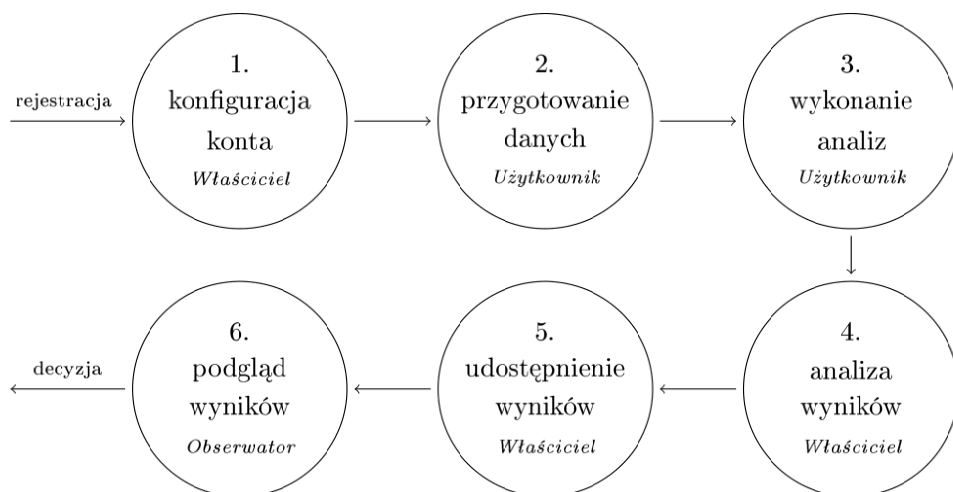 rejestracja
1.
konfiguracja
konta
Właściciel
2.
przygotowanie
danych
Użytkownik
3.
wykonanie
analiz
Użytkownik
4.
analiza
wyników
Właściciel
5.
udostępnienie
wyników
Właściciel
6.
podgląd
wyników
Obserwator
decyzja